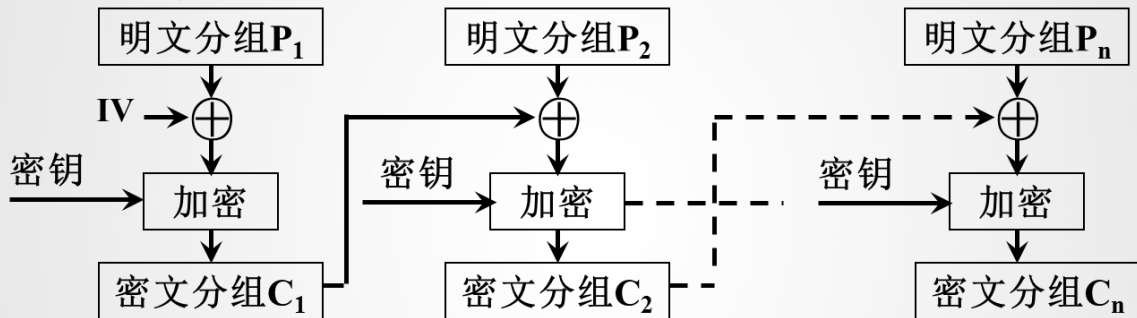 明文分组P₁ 明文分组P₂ 明文分组Pₙ
IV
密钥 密钥 密钥
加密 加密 加密
密文分组C₁ 密文分组C₂ 密文分组Cₙ